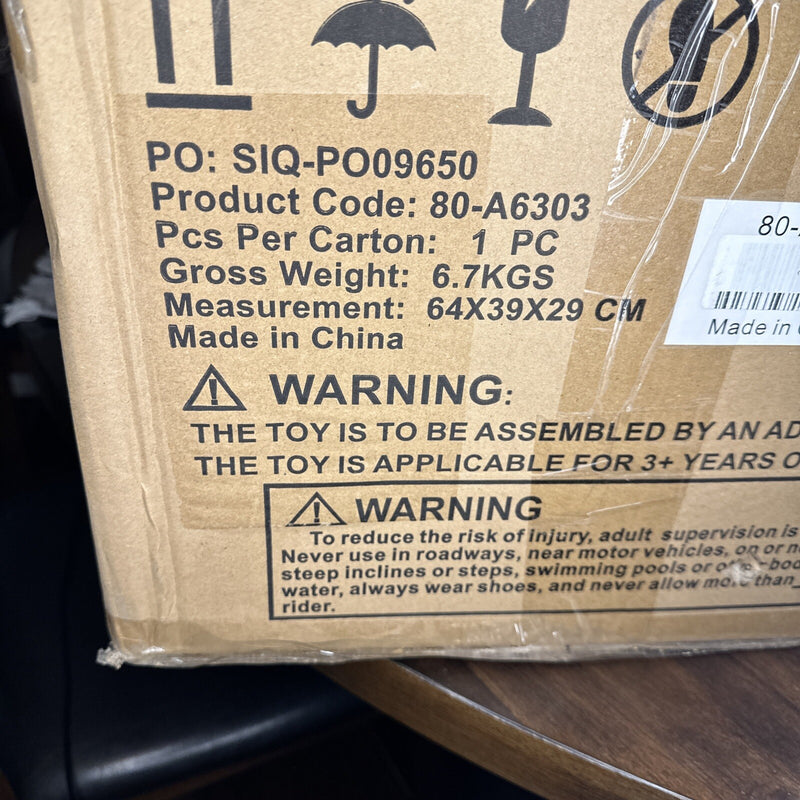 PO: SIQ-PO09650
Product Code: 80-A6303
Pcs Per Carton: 1 PC
Gross Weight: 6.7KGS
Measurement: 64X39X29 CM
Made in China
80-
Made in
WARNING:
THE TOY IS TO BE ASSEMBLED BY AN AD
THE TOY IS APPLICABLE FOR 3+ YEARS O
WARNING
To reduce the risk of injury, adult supervision is
Never use in roadways, near motor vehicles, on or
steep inclines or steps, swimming pools or
water, always wear shoes, and never allow more than
rider.